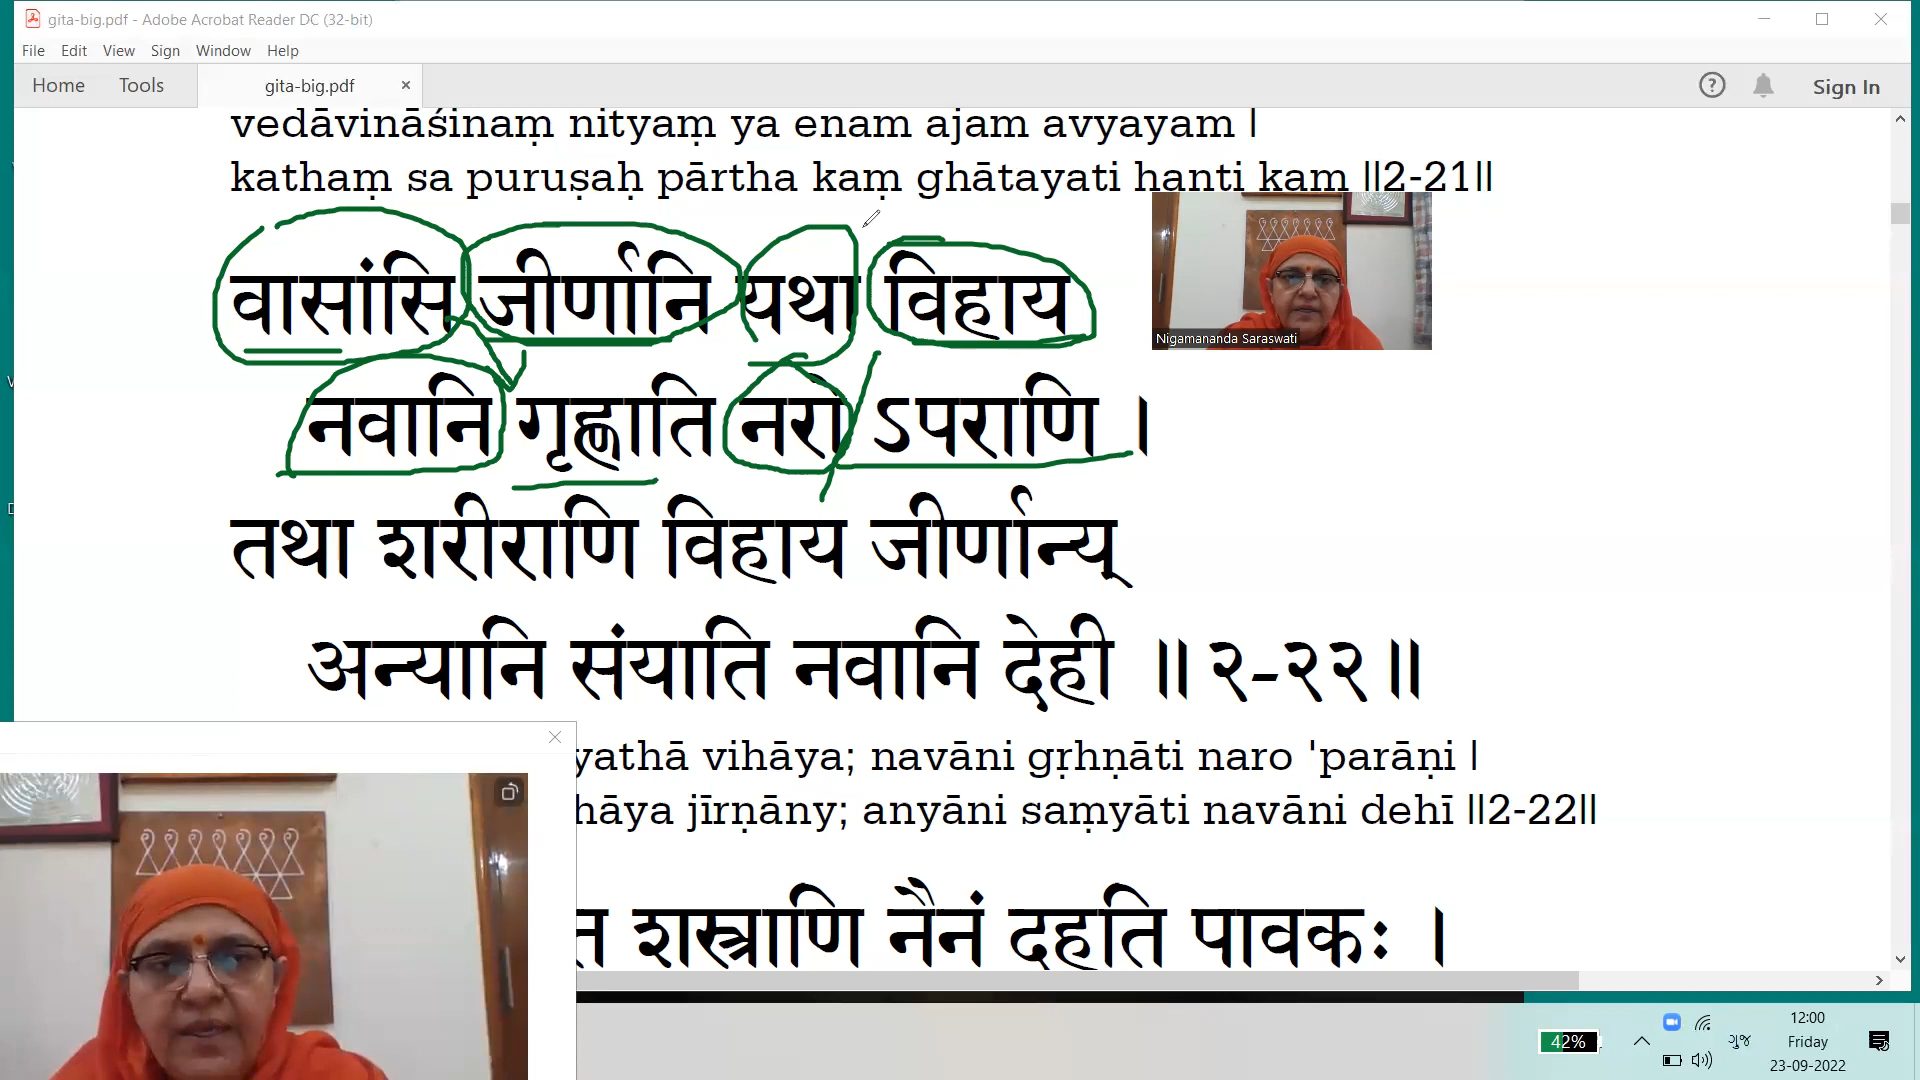 gita-big.pdf - Adobe Acrobat Reader DC (32-bit)
File Edit View Sign Window Help
Home Tools gita-big.pdf × Sign In
vedāvināśinaṃ nityaṃ ya enam ajam avyayam |
kathaṃ sa puruṣaḥ pārtha kaṃ ghātayati hanti kam ||2-21||
वासांसि जीर्णानि यथा विहाय
Nigamananda Saraswati
नवानि गृह्णाति नरो ऽपराणि ।
तथा शरीराणि विहाय जीर्णान्य्
अन्यानि संयाति नवानि देही ॥ २-२२॥
yathā vihāya; navāni gṛhṇāti naro 'parāṇi |
hāya jīrṇāny; anyāni saṃyāti navāni dehī ||2-22||
शस्त्राणि नैनं दहति पावकः ।
42% ગુજ 12:00
Friday
23-09-2022